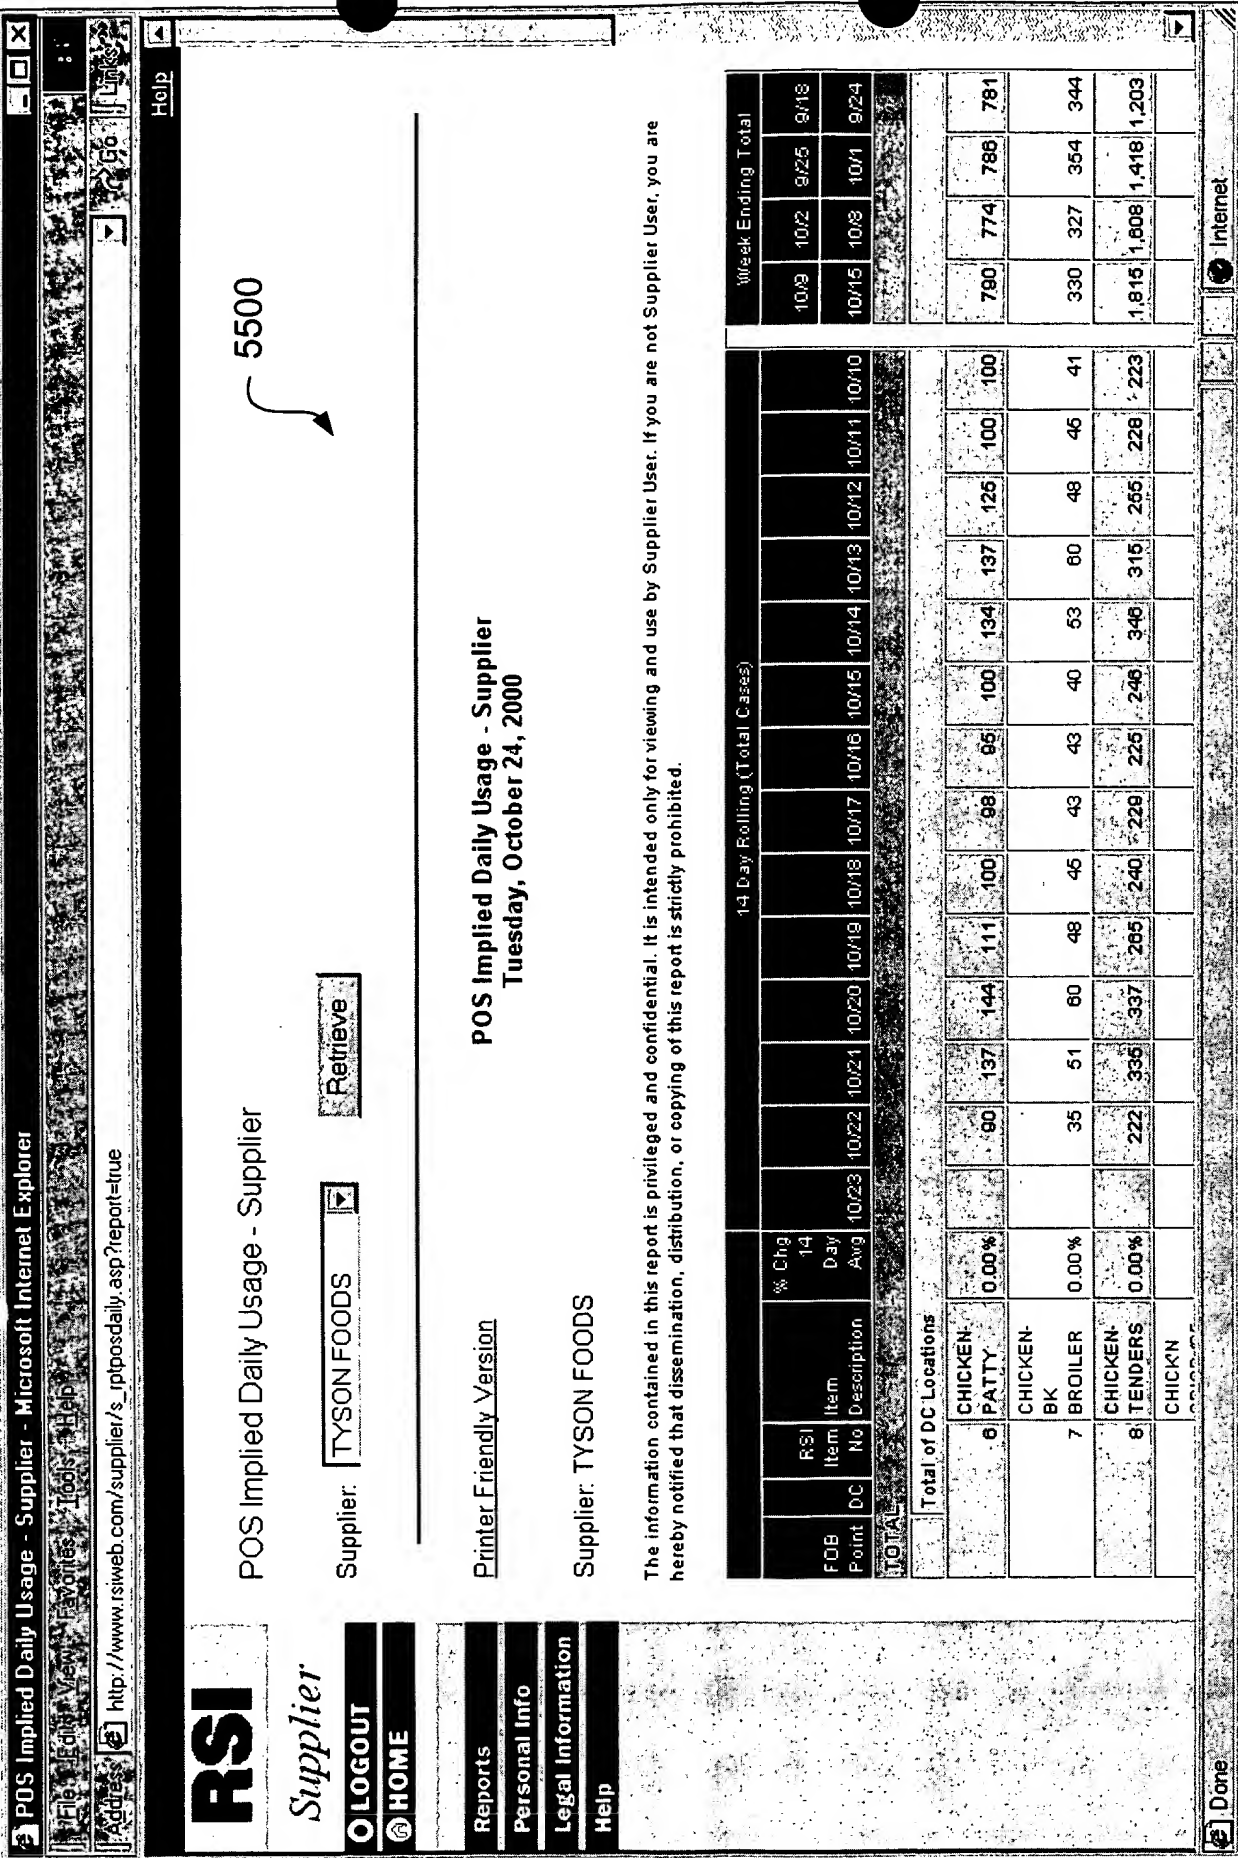 POS Implied Daily Usage - Supplier - Microsoft Internet Explorer
File Edit View Favorites Tools Help
Address http://www.rsiweb.com/supplier/s_rptposdaily.asp?report=true Go Links
Help
RSI
Supplier
LOGOUT
HOME
Reports
Personal Info
Legal Information
Help
POS Implied Daily Usage - Supplier
5500
Supplier: TYSON FOODS Retrieve
Printer Friendly Version
POS Implied Daily Usage - Supplier
Tuesday, October 24, 2000
Supplier: TYSON FOODS
The information contained in this report is privileged and confidential. It is intended only for viewing and use by Supplier User. If you are not Supplier User, you are
hereby notified that dissemination, distribution, or copying of this report is strictly prohibited.
14 Day Rolling (Total Cases) Week Ending Total
% Chg
RSI 14 10/9 10/2 9/25 9/18
FOB Item Item Day
Point DC No Description Avg 10/23 10/22 10/21 10/20 10/19 10/18 10/17 10/16 10/15 10/14 10/13 10/12 10/11 10/10 10/15 10/8 10/1 9/24
TOTAL
Total of DC Locations
CHICKEN-
6 PATTY 0.00% 90 137 144 111 100 98 95 100 134 137 125 100 100 790 774 786 781
CHICKEN-
BK
7 BROILER 0.00% 35 51 60 48 45 43 43 40 53 60 48 46 41 330 327 354 344
CHICKEN-
8 TENDERS 0.00% 222 335 337 265 240 229 225 246 346 315 255 228 223 1,815 1,608 1,418 1,203
CHICK'N
Done Internet